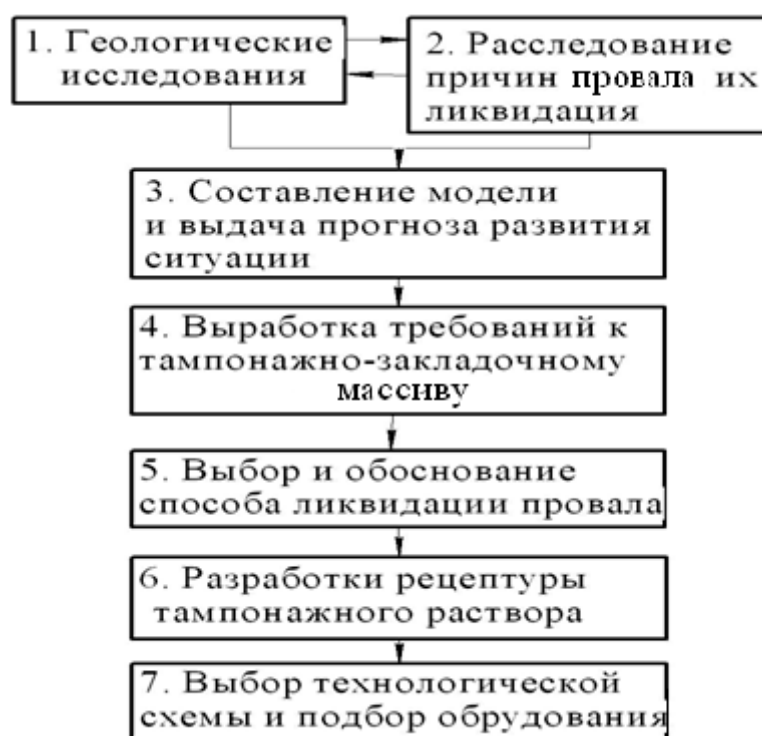 1. Геологические
исследования
2. Расследование
причин провала их
ликвидация
3. Составление модели
и выдача прогноза развития
ситуации
4. Выработка требований к
тампонажно-закладочному
массиву
5. Выбор и обоснование
способа ликвидации провала
6. Разработки рецептуры
тампонажного раствора
7. Выбор технологической
схемы и подбор обрудования